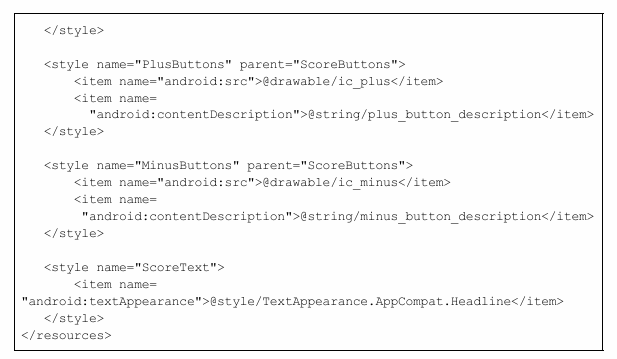 </style>
<style name="PlusButtons" parent="ScoreButtons">
<item name="android:src">@drawable/ic_plus</item>
<item name=
"android:contentDescription">@string/plus_button_description</item>
</style>
<style name="MinusButtons" parent="ScoreButtons">
<item name="android:src">@drawable/ic_minus</item>
<item name=
"android:contentDescription">@string/minus_button_description</item>
</style>
<style name="ScoreText">
<item name=
"android:textAppearance">@style/TextAppearance.AppCompat.Headline</item>
</style>
</resources>